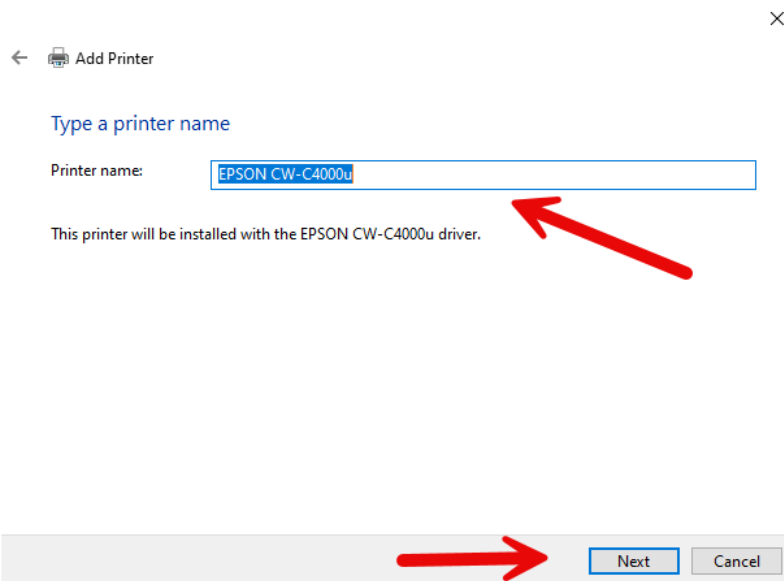 Add Printer
Type a printer name
Printer name: EPSON CW-C4000u
This printer will be installed with the EPSON CW-C4000u driver.
Next Cancel